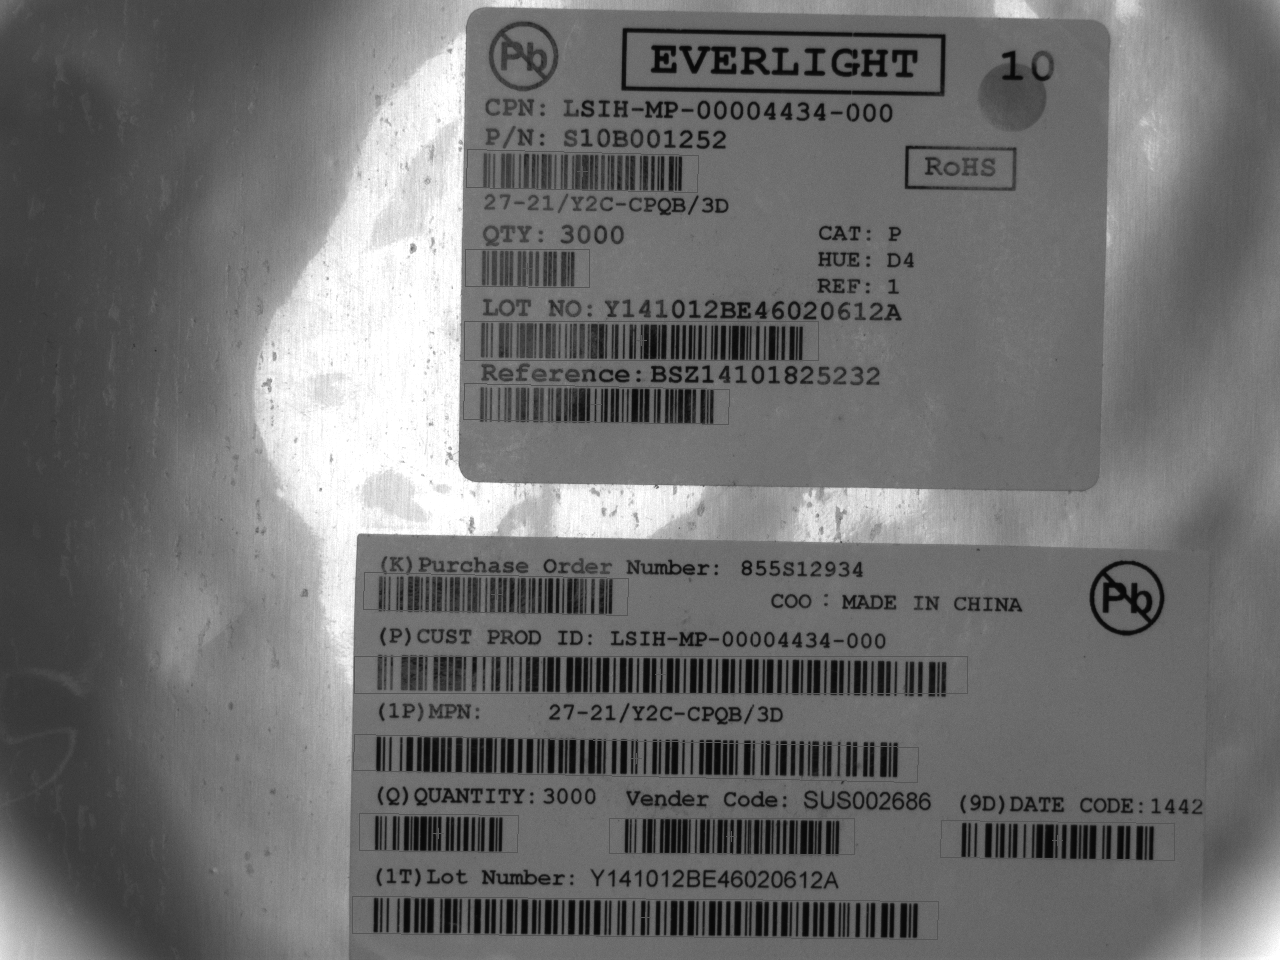 Pb
EVERLIGHT
10
CPN: LSIH-MP-00004434-000
P/N: S10B001252
RoHS
27-21/Y2C-CPQB/3D
QTY: 3000
CAT: P
HUE: D4
REF: 1
LOT NO: Y141012BE46020612A
Reference: BSZ14101825232
(K)Purchase Order Number: 855S12934
COO : MADE IN CHINA
Pb
(P)CUST PROD ID: LSIH-MP-00004434-000
(1P)MPN: 27-21/Y2C-CPQB/3D
(Q)QUANTITY: 3000 Vender Code: SUS002686 (9D)DATE CODE: 1442
(1T)Lot Number: Y141012BE46020612A